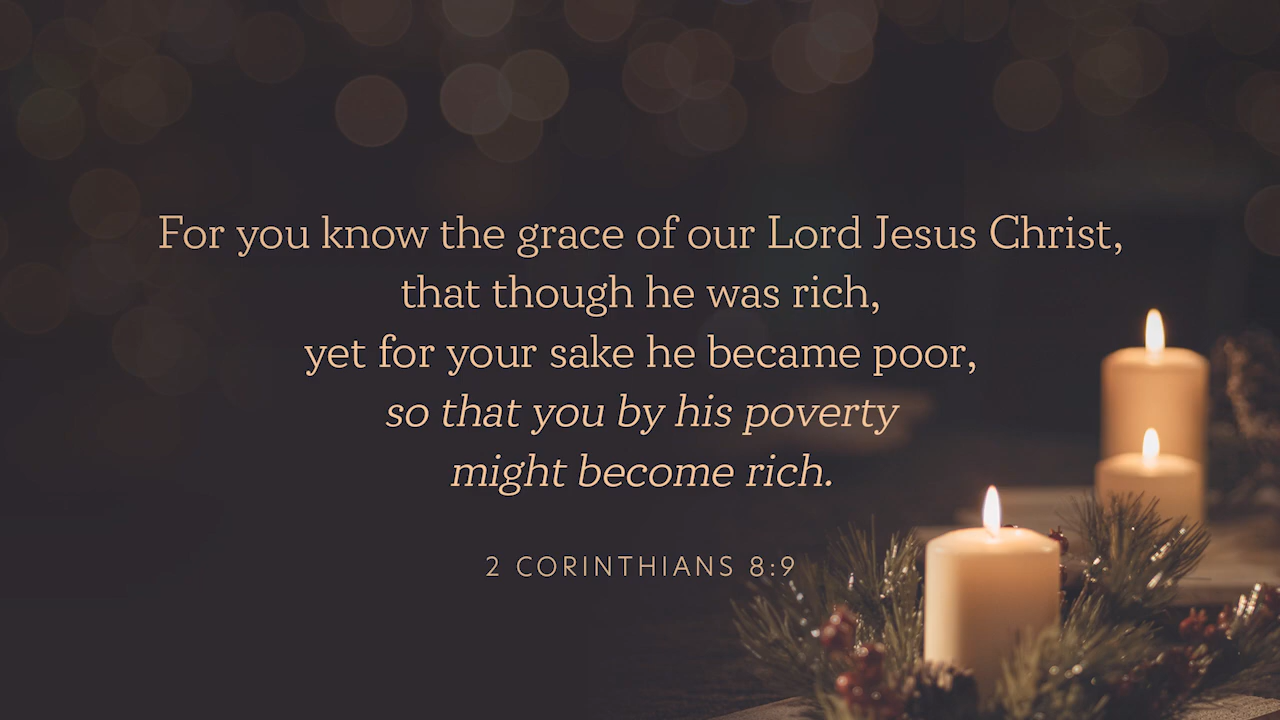 For you know the grace of our Lord Jesus Christ,
that though he was rich,
yet for your sake he became poor,
so that you by his poverty
might become rich.
2 CORINTHIANS 8:9